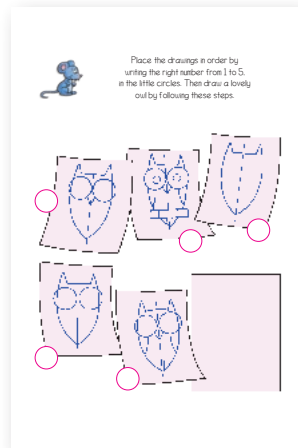 Place the drawings in order by
writing the right number from 1 to 5.
in the little circles. Then draw a lovely
owl by following these steps.